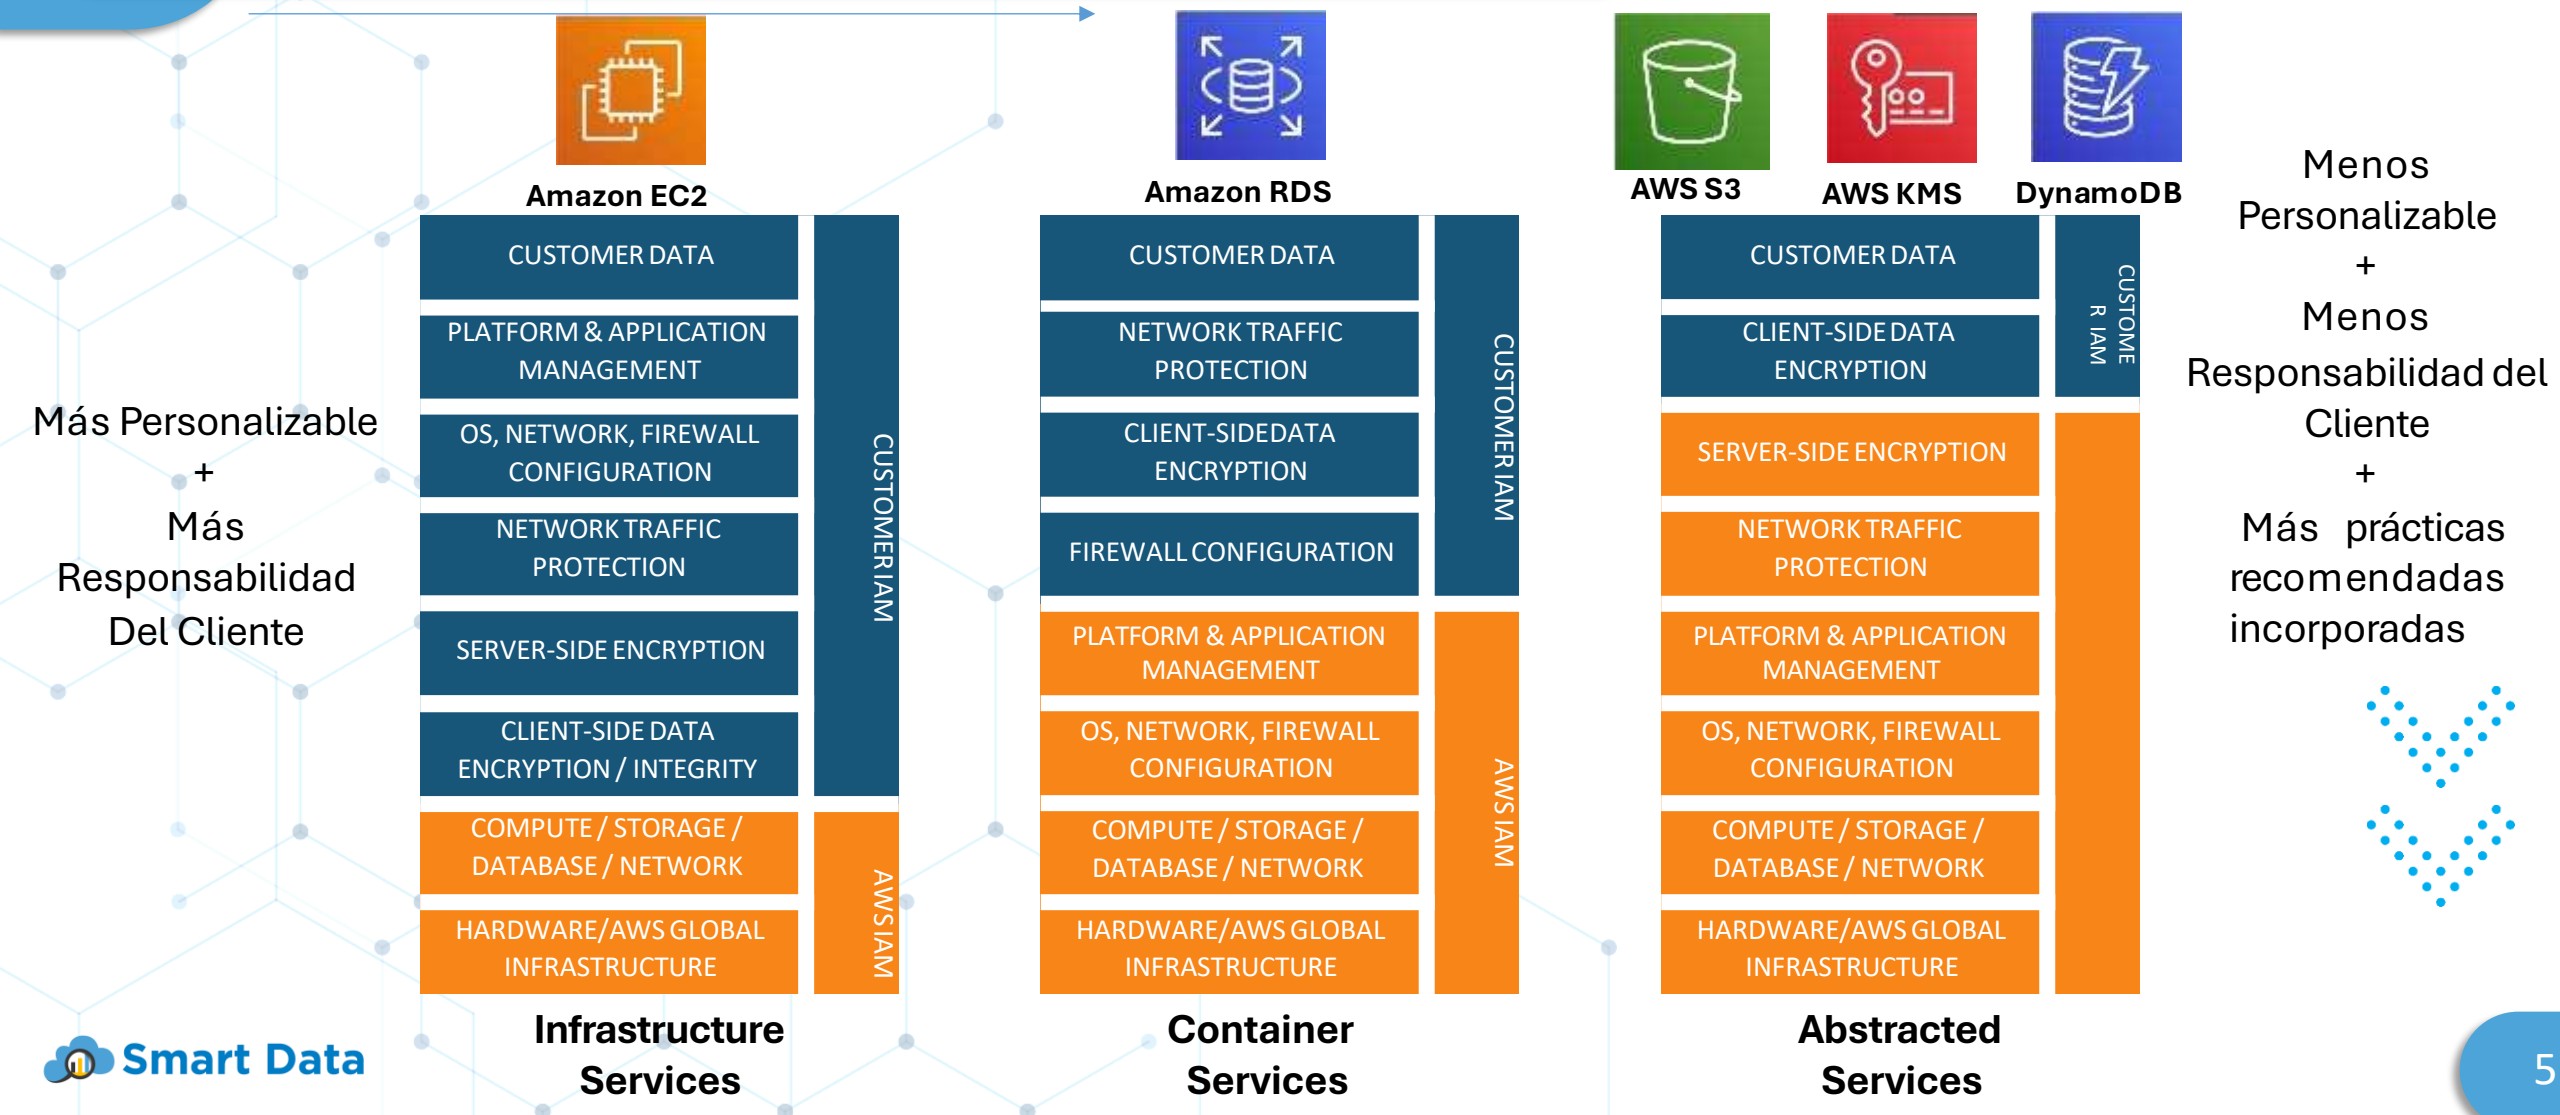 Más Personalizable
+
Más
Responsabilidad
Del Cliente
Amazon EC2
CUSTOMER DATA
PLATFORM & APPLICATION
MANAGEMENT
OS, NETWORK, FIREWALL
CONFIGURATION
NETWORK TRAFFIC
PROTECTION
SERVER-SIDE ENCRYPTION
CLIENT-SIDE DATA
ENCRYPTION / INTEGRITY
COMPUTE / STORAGE /
DATABASE / NETWORK
HARDWARE/AWS GLOBAL
INFRASTRUCTURE
CUSTOMER IAM
AWS IAM
Infrastructure
Services
Amazon RDS
CUSTOMER DATA
NETWORK TRAFFIC
PROTECTION
CLIENT-SIDE DATA
ENCRYPTION
FIREWALL CONFIGURATION
PLATFORM & APPLICATION
MANAGEMENT
OS, NETWORK, FIREWALL
CONFIGURATION
COMPUTE / STORAGE /
DATABASE / NETWORK
HARDWARE/AWS GLOBAL
INFRASTRUCTURE
CUSTOMER IAM
AWS IAM
Container
Services
AWS S3
AWS KMS
DynamoDB
CUSTOMER DATA
CLIENT-SIDE DATA
ENCRYPTION
SERVER-SIDE ENCRYPTION
NETWORK TRAFFIC
PROTECTION
PLATFORM & APPLICATION
MANAGEMENT
OS, NETWORK, FIREWALL
CONFIGURATION
COMPUTE / STORAGE /
DATABASE / NETWORK
HARDWARE/AWS GLOBAL
INFRASTRUCTURE
CUSTOME
R IAM
Abstracted
Services
Menos
Personalizable
+
Menos
Responsabilidad del
Cliente
+
Más prácticas
recomendadas
incorporadas
Smart Data
5